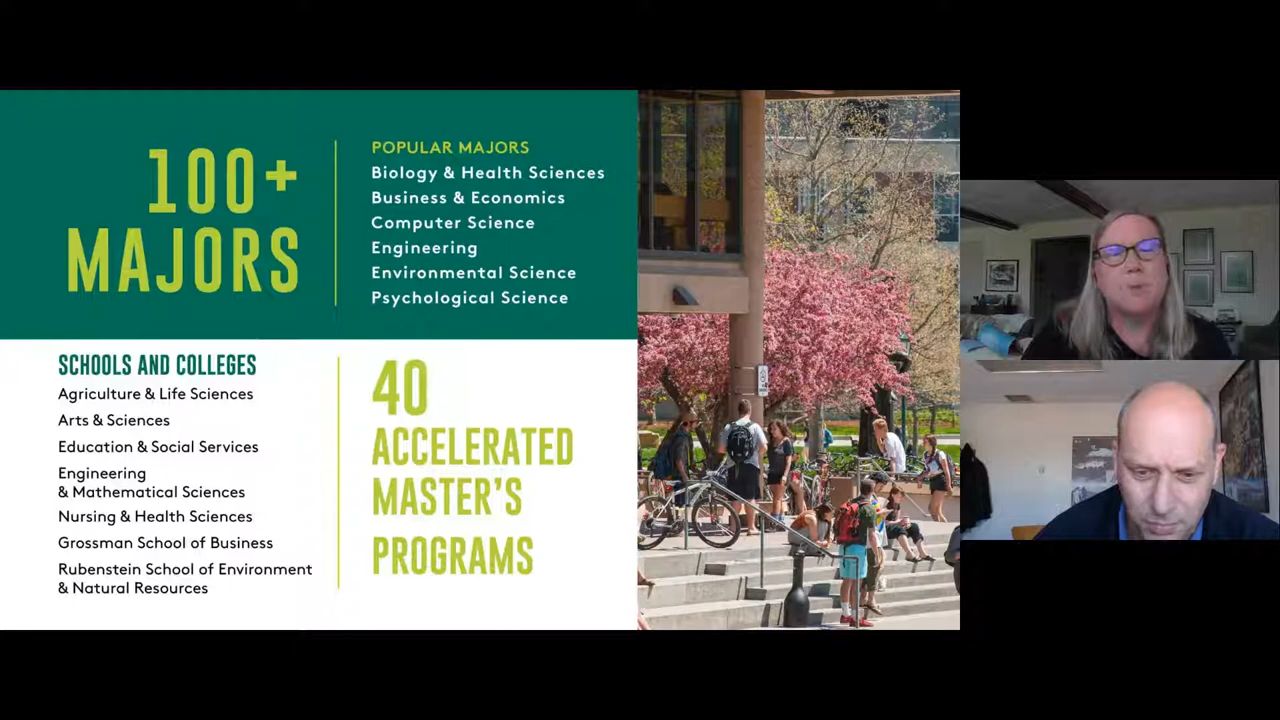 100+
MAJORS
POPULAR MAJORS
Biology & Health Sciences
Business & Economics
Computer Science
Engineering
Environmental Science
Psychological Science
SCHOOLS AND COLLEGES
Agriculture & Life Sciences
Arts & Sciences
Education & Social Services
Engineering
& Mathematical Sciences
Nursing & Health Sciences
Grossman School of Business
Rubenstein School of Environment
& Natural Resources
40
ACCELERATED
MASTER'S
PROGRAMS